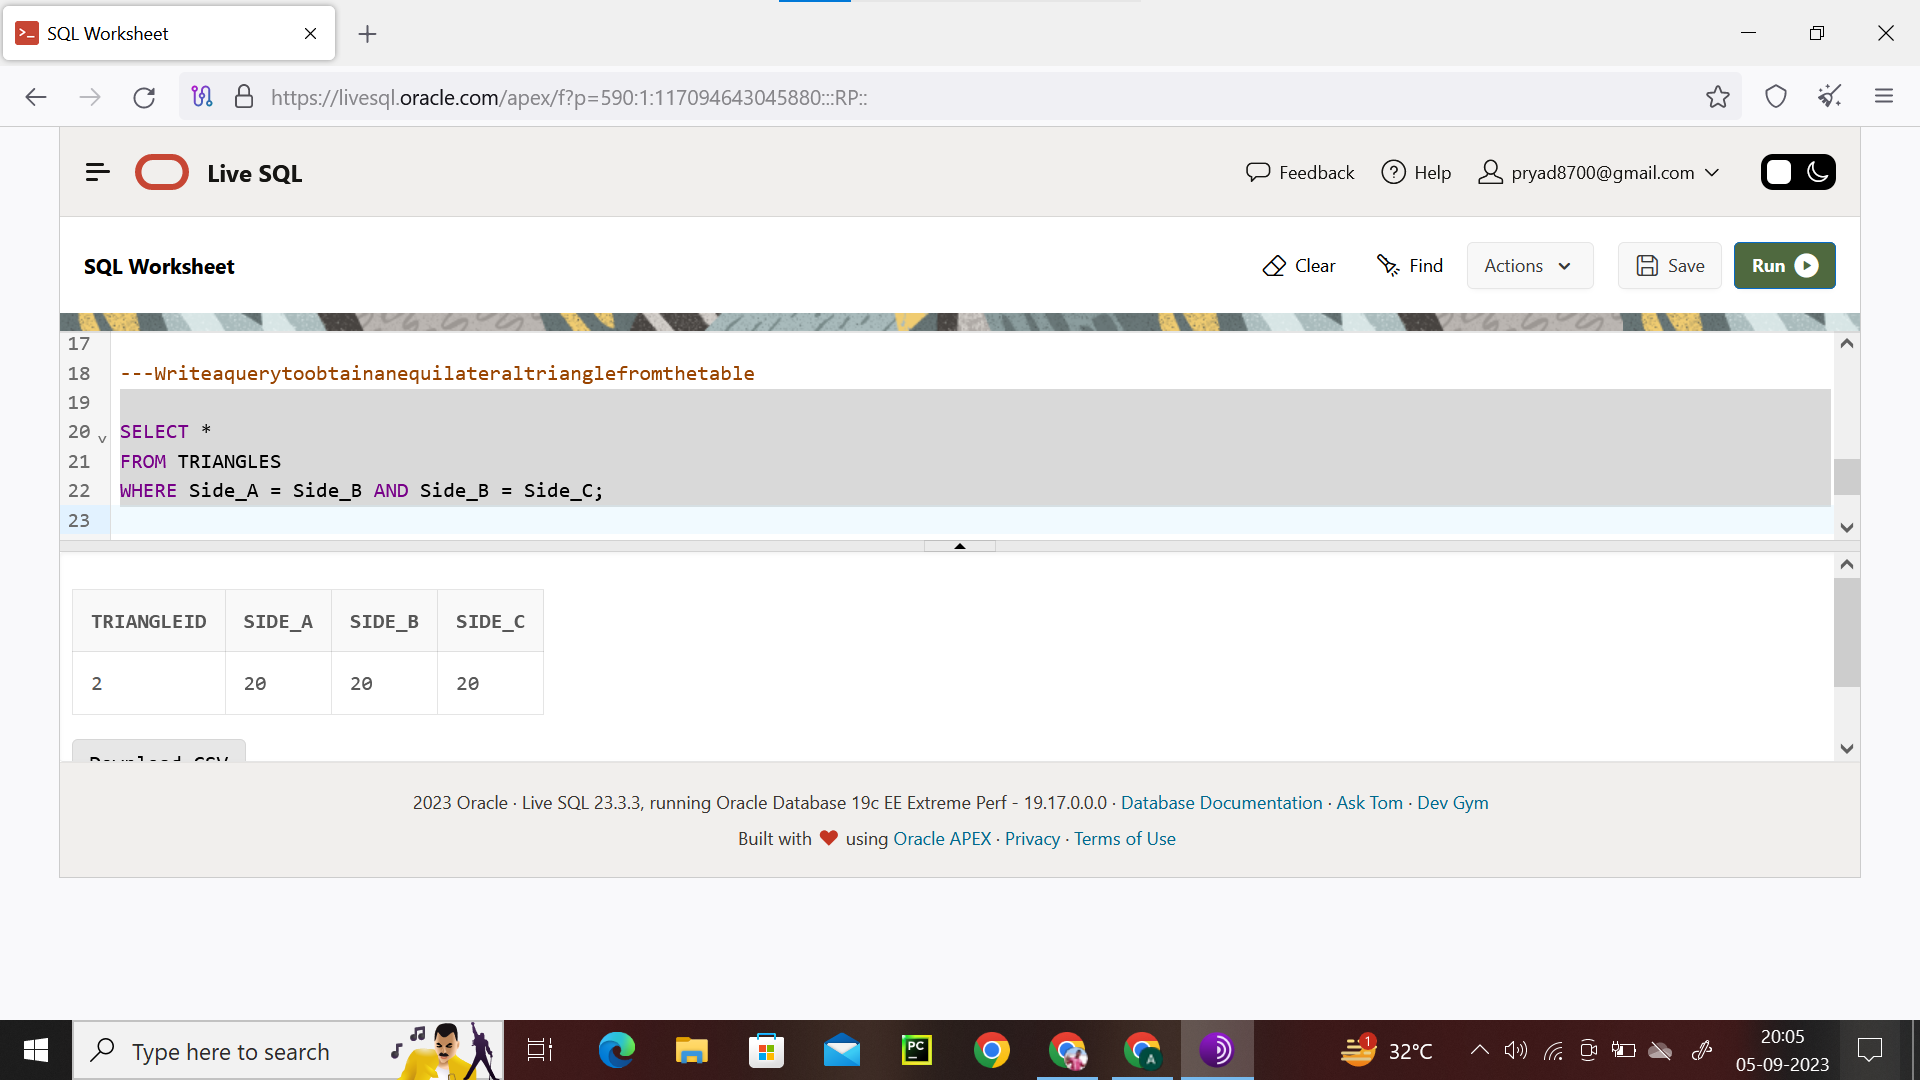 SQL Worksheet
https://livesql.oracle.com/apex/f?p=590:1:117094643045880:::RP::
Live SQL
Feedback
Help
pryad8700@gmail.com
SQL Worksheet
Clear
Find
Actions
Save
Run
17
18 ---Writeaquerytoobtainanequilateraltrianglefromthetable
19
20 SELECT *
21 FROM TRIANGLES
22 WHERE Side_A = Side_B AND Side_B = Side_C;
23
TRIANGLEID SIDE_A SIDE_B SIDE_C
2 20 20 20
Download CSV
2023 Oracle · Live SQL 23.3.3, running Oracle Database 19c EE Extreme Perf - 19.17.0.0.0 · Database Documentation · Ask Tom · Dev Gym
Built with ❤ using Oracle APEX · Privacy · Terms of Use
Type here to search
PC
A
1
32°C
20:05
05-09-2023